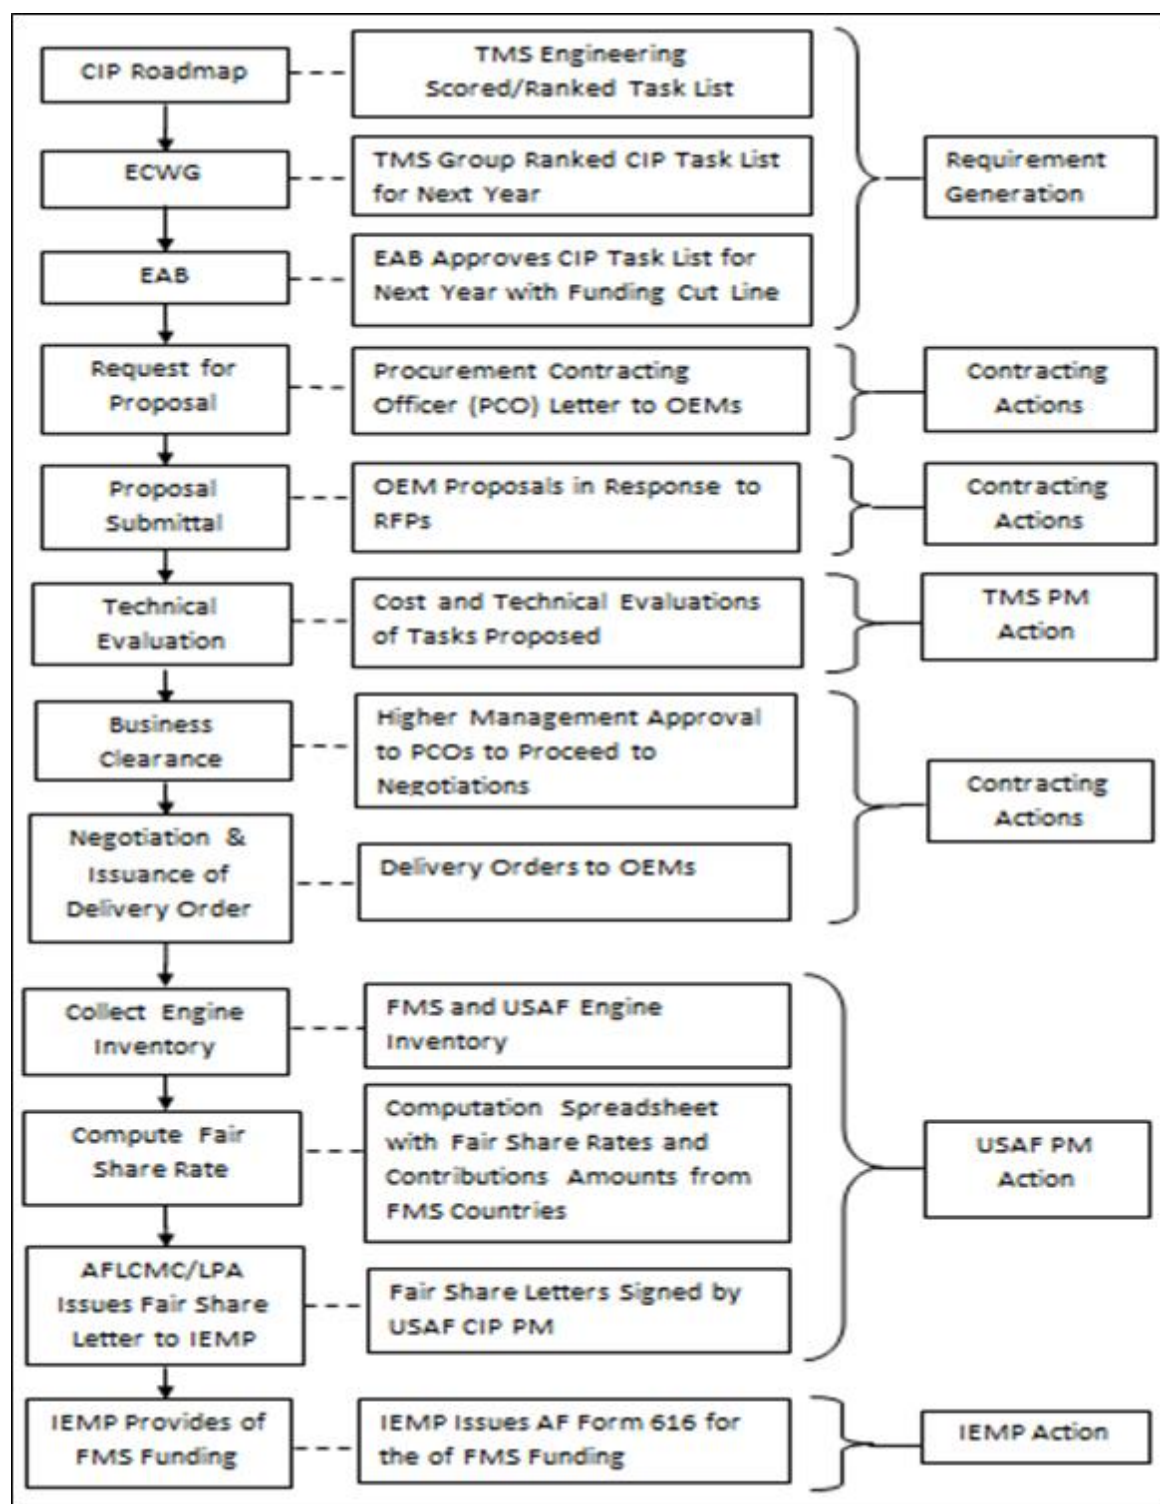 CIP Roadmap
TMS Engineering
Scored/Ranked Task List
ECWG
TMS Group Ranked CIP Task List
for Next Year
Requirement
Generation
EAB
EAB Approves CIP Task List for
Next Year with Funding Cut Line
Request for
Proposal
Procurement Contracting
Officer (PCO) Letter to OEMs
Contracting
Actions
Proposal
Submittal
OEM Proposals in Response to
RFPs
Contracting
Actions
Technical
Evaluation
Cost and Technical Evaluations
of Tasks Proposed
TMS PM
Action
Business
Clearance
Higher Management Approval
to PCOs to Proceed to
Negotiations
Contracting
Actions
Negotiation &
Issuance of
Delivery Order
Delivery Orders to OEMs
Collect Engine
Inventory
FMS and USAF Engine
Inventory
Compute Fair
Share Rate
Computation Spreadsheet
with Fair Share Rates and
Contributions Amounts from
FMS Countries
USAF PM
Action
AFLCMC/LPA
Issues Fair Share
Letter to IEMP
Fair Share Letters Signed by
USAF CIP PM
IEMP Provides of
FMS Funding
IEMP Issues AF Form 616 for
the of FMS Funding
IEMP Action